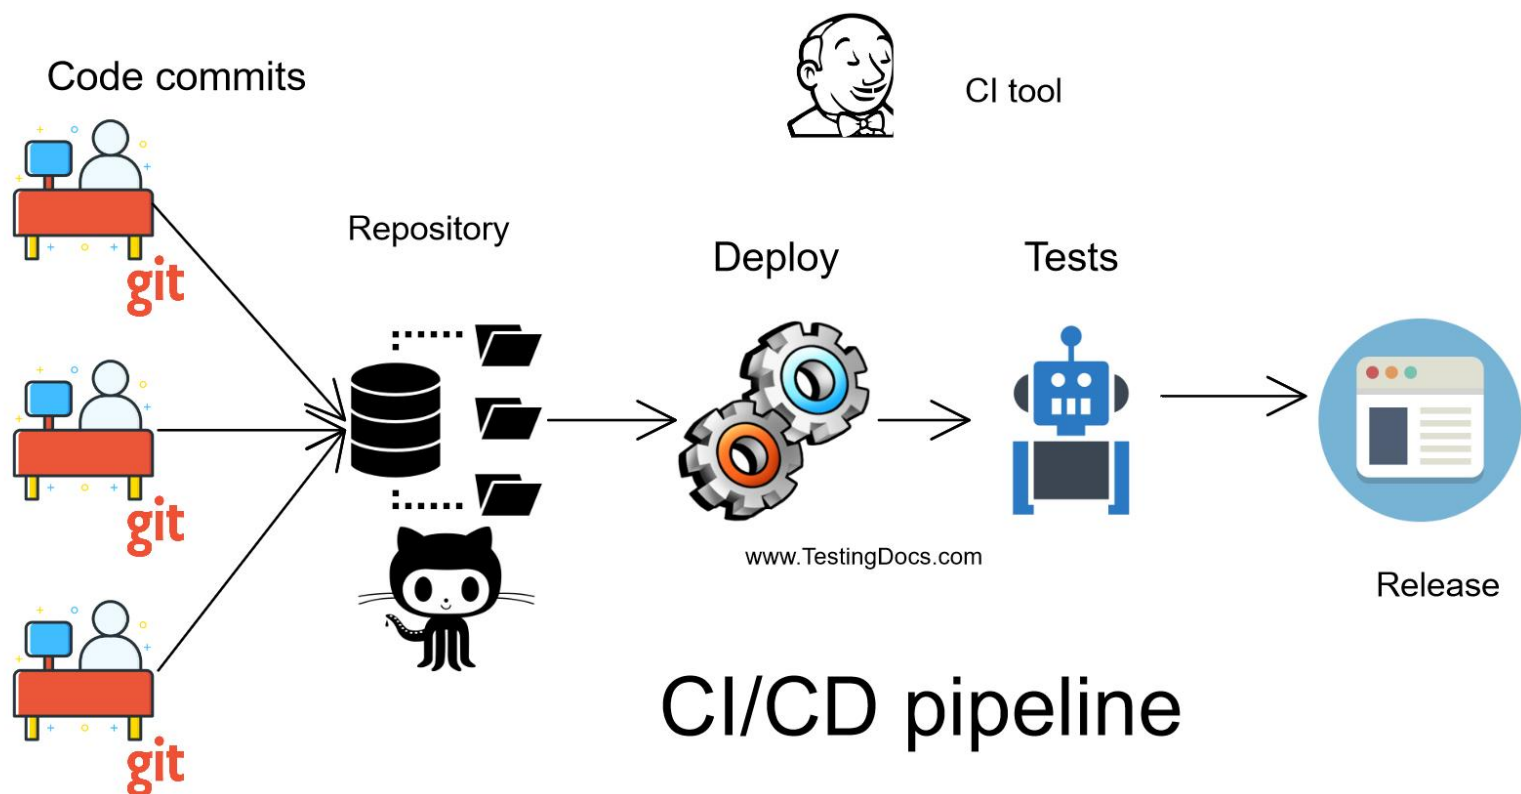 Code commits
CI tool
Repository
Deploy
Tests
git
git
git
www.TestingDocs.com
Release
CI/CD pipeline